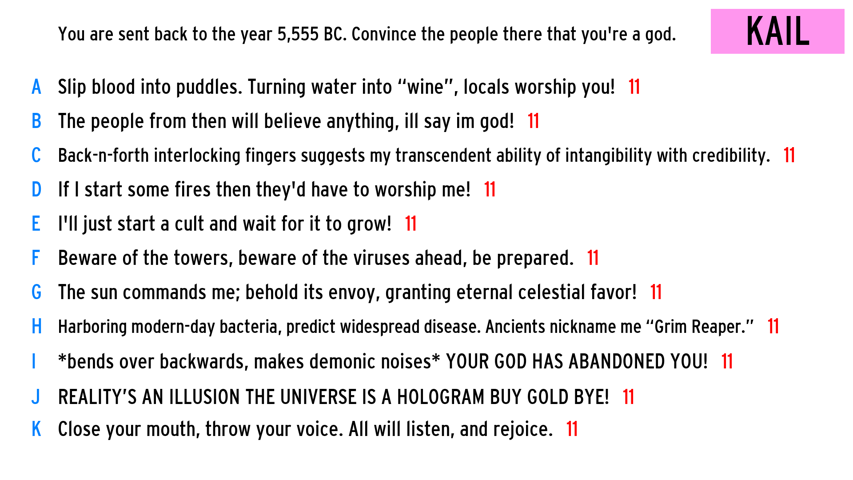 You are sent back to the year 5,555 BC. Convince the people there that you're a god.
KAIL
A Slip blood into puddles. Turning water into “wine”, locals worship you! 11
B The people from then will believe anything, ill say im god! 11
C Back-n-forth interlocking fingers suggests my transcendent ability of intangibility with credibility. 11
D If I start some fires then they'd have to worship me! 11
E I'll just start a cult and wait for it to grow! 11
F Beware of the towers, beware of the viruses ahead, be prepared. 11
G The sun commands me; behold its envoy, granting eternal celestial favor! 11
H Harboring modern-day bacteria, predict widespread disease. Ancients nickname me “Grim Reaper.” 11
I *bends over backwards, makes demonic noises* YOUR GOD HAS ABANDONED YOU! 11
J REALITY’S AN ILLUSION THE UNIVERSE IS A HOLOGRAM BUY GOLD BYE! 11
K Close your mouth, throw your voice. All will listen, and rejoice. 11